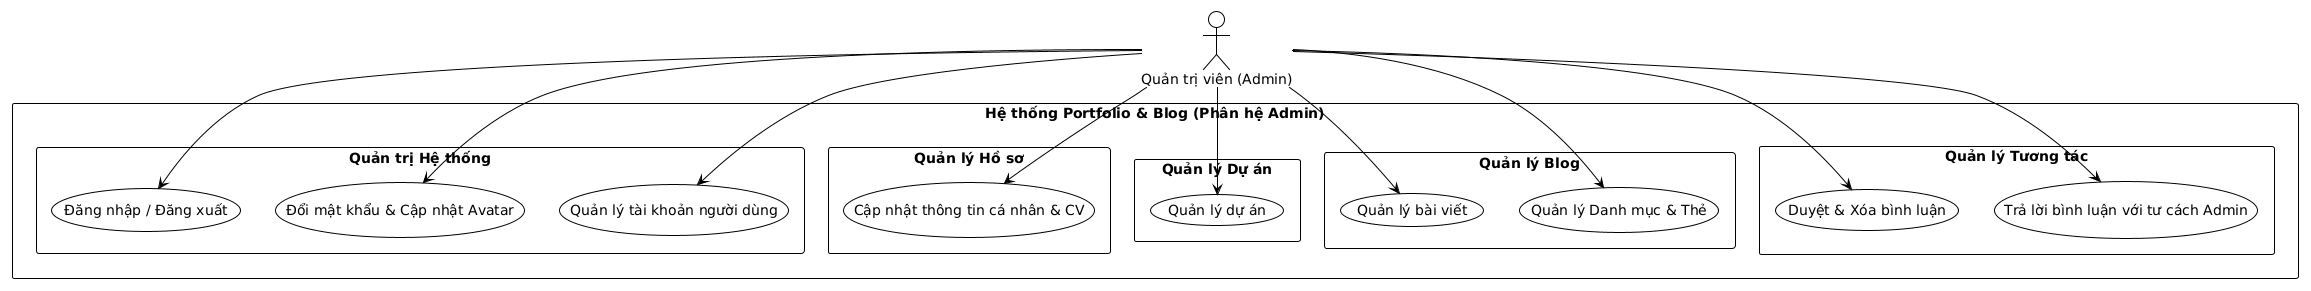 Quản trị viên (Admin)
Hệ thống Portfolio & Blog (Phân hệ Admin)
Quản trị Hệ thống
Đăng nhập / Đăng xuất
Đổi mật khẩu & Cập nhật Avatar
Quản lý tài khoản người dùng
Quản lý Hồ sơ
Cập nhật thông tin cá nhân & CV
Quản lý Dự án
Quản lý dự án
Quản lý Blog
Quản lý bài viết
Quản lý Danh mục & Thẻ
Quản lý Tương tác
Duyệt & Xóa bình luận
Trả lời bình luận với tư cách Admin